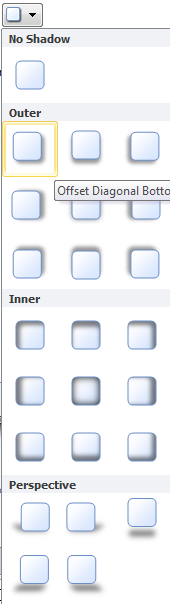 No Shadow
Outer
Offset Diagonal Botto
Inner
Perspective